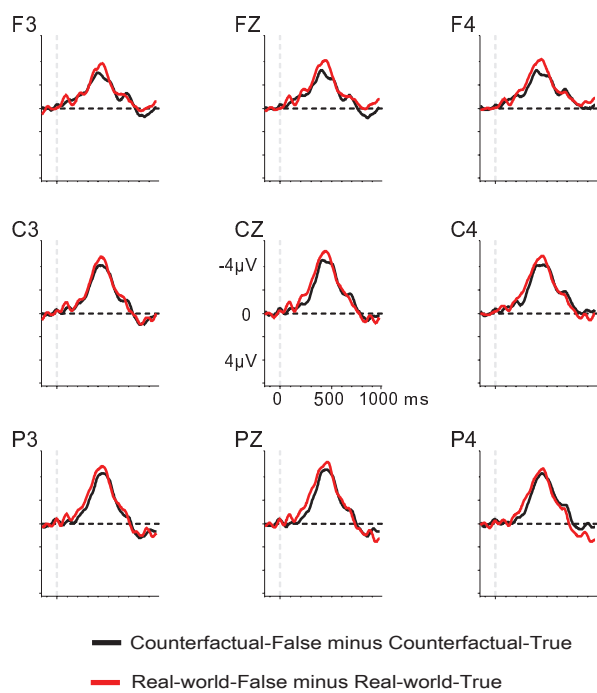 F3 FZ F4
C3 CZ C4
-4µV
0
4µV
0 500 1000 ms
P3 PZ P4
Counterfactual-False minus Counterfactual-True
Real-world-False minus Real-world-True